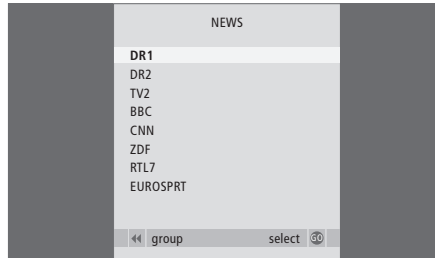 NEWS
DR1
DR2
TV2
BBC
CNN
ZDF
RTL7
EUROSPRT
group select GO